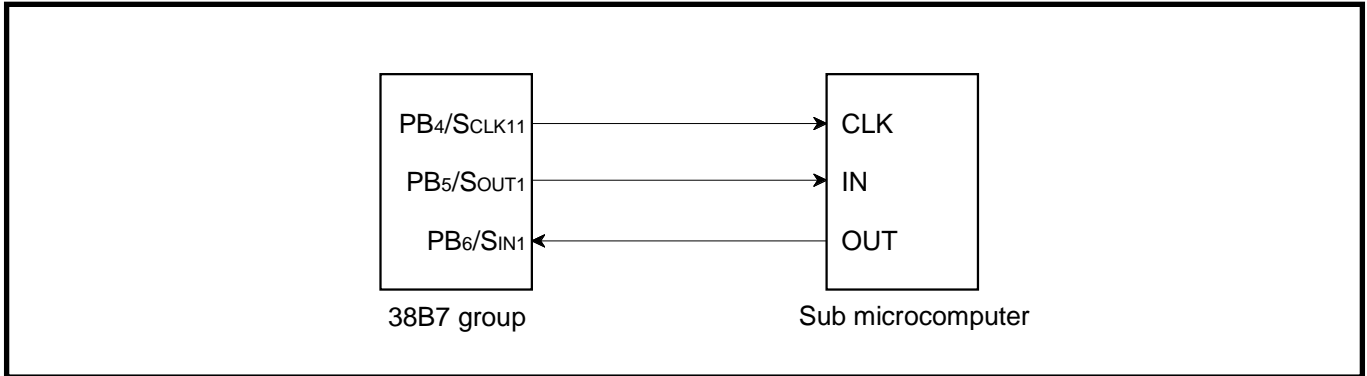 PB4/SCLK11 CLK
PB5/SOUT1 IN
PB6/SIN1 OUT
38B7 group Sub microcomputer